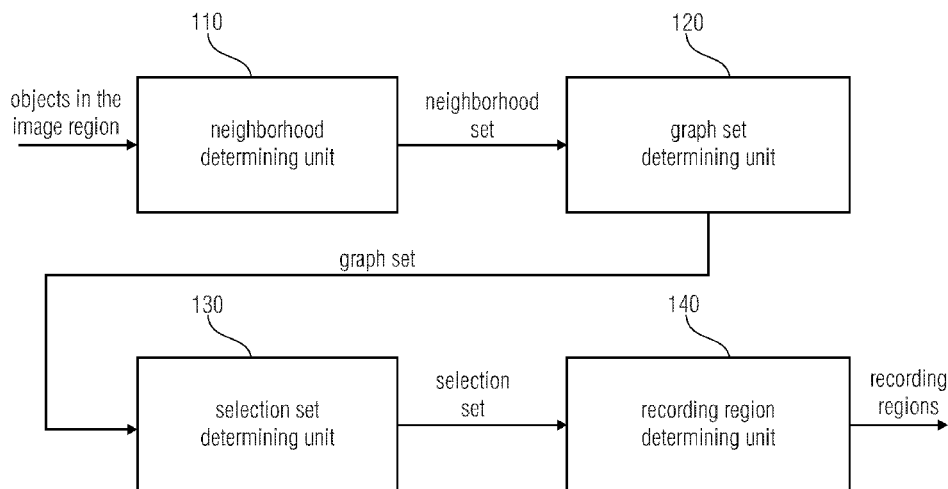 110
120
objects in the
image region
neighborhood
determining unit
neighborhood
set
graph set
determining unit
graph set
130
140
selection set
determining unit
selection
set
recording region
determining unit
recording
regions